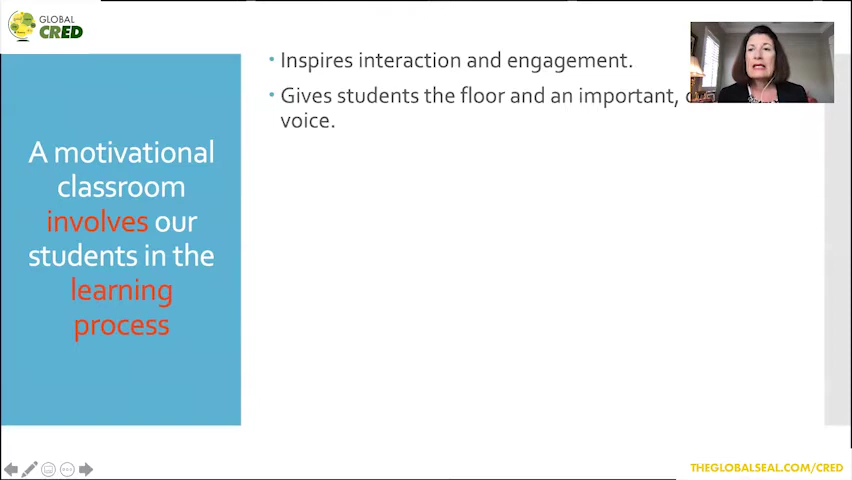 GLOBAL
CRED
A motivational
classroom
involves our
students in the
learning
process
• Inspires interaction and engagement.
• Gives students the floor and an important,
voice.
THEGLOBALSEAL.COM/CRED